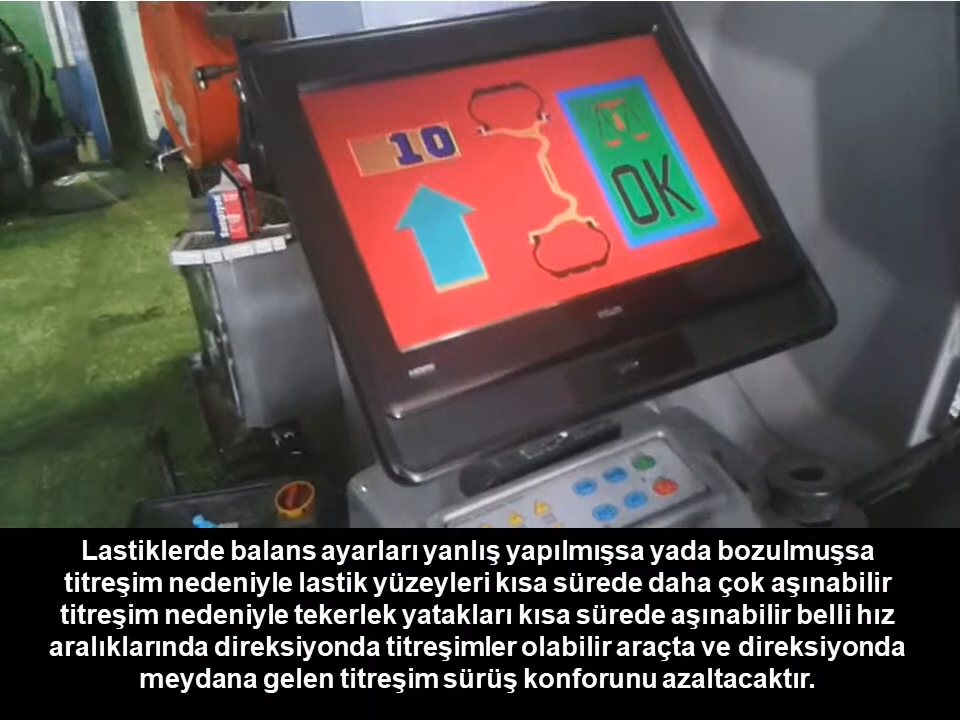 10
OK
HDMI
Lastiklerde balans ayarları yanlış yapılmışsa yada bozulmuşsa
titreşim nedeniyle lastik yüzeyleri kısa sürede daha çok aşınabilir
titreşim nedeniyle tekerlek yatakları kısa sürede aşınabilir belli hız
aralıklarında direksiyonda titreşimler olabilir araçta ve direksiyonda
meydana gelen titreşim sürüş konforunu azaltacaktır.